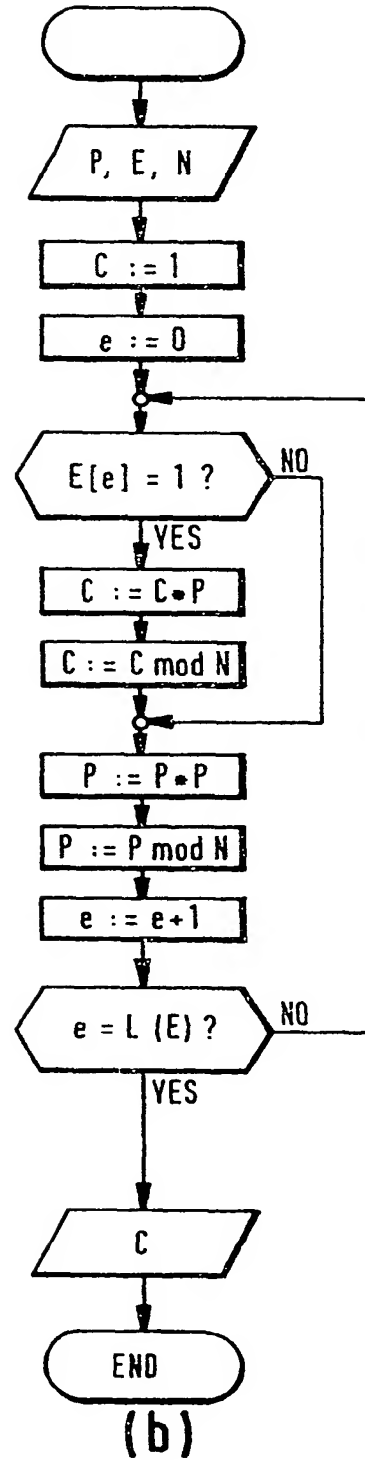 P, E, N
C := 1
e := 0
E[e] = 1 ?
NO
YES
C := C*P
C := C mod N
P := P*P
P := P mod N
e := e+1
e = L (E) ?
NO
YES
C
END
(b)